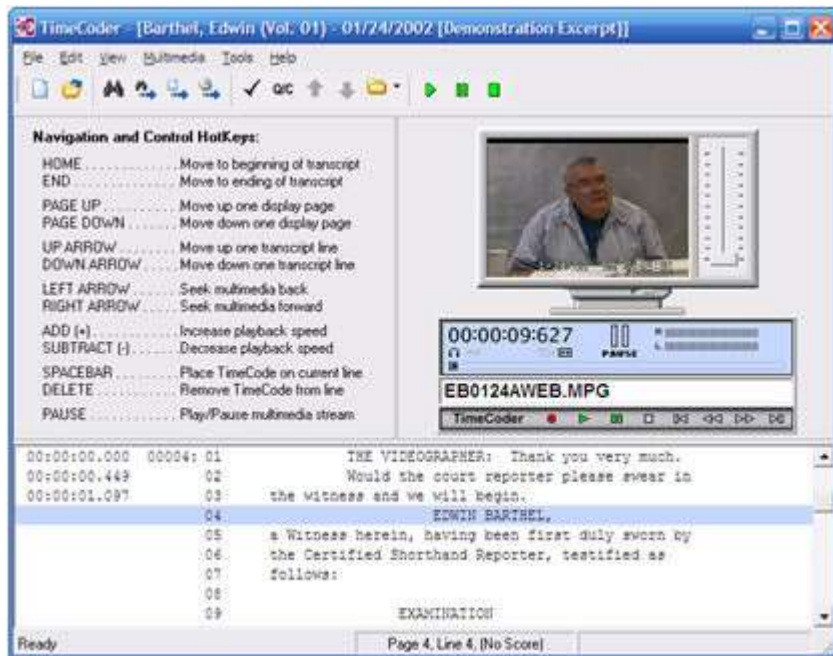 TimeCoder - [Barthel, Edwin (Vol. 01) - 01/24/2002 [Demonstration Excerpt]]
File Edit View Multimedia Tools Help
Q/C
Navigation and Control HotKeys:
HOME . . . . . . . . . . . . . Move to beginning of transcript
END . . . . . . . . . . . . . . . Move to ending of transcript
PAGE UP . . . . . . . . . . Move up one display page
PAGE DOWN . . . . . . Move down one display page
UP ARROW . . . . . . . . Move up one transcript line
DOWN ARROW . . . . . Move down one transcript line
LEFT ARROW . . . . . . Seek multimedia back
RIGHT ARROW . . . . . Seek multimedia forward
ADD (+) . . . . . . . . . . . . Increase playback speed
SUBTRACT (-) . . . . . . Decrease playback speed
SPACEBAR . . . . . . . . Place TimeCode on current line
DELETE . . . . . . . . . . . Remove TimeCode from line
PAUSE . . . . . . . . . . . . Play/Pause multimedia stream
00:00:09:627
PAUSE
R
L
EB0124AWEB.MPG
TimeCoder
00:00:00.000 00004: 01 THE VIDEOGRAPHER: Thank you very much.
00:00:00.449 02 Would the court reporter please swear in
00:00:01.097 03 the witness and we will begin.
04 EDWIN BARTHEL,
05 a Witness herein, having been first duly sworn by
06 the Certified Shorthand Reporter, testified as
07 follows:
08
09 EXAMINATION
Ready Page 4, Line 4, (No Score)